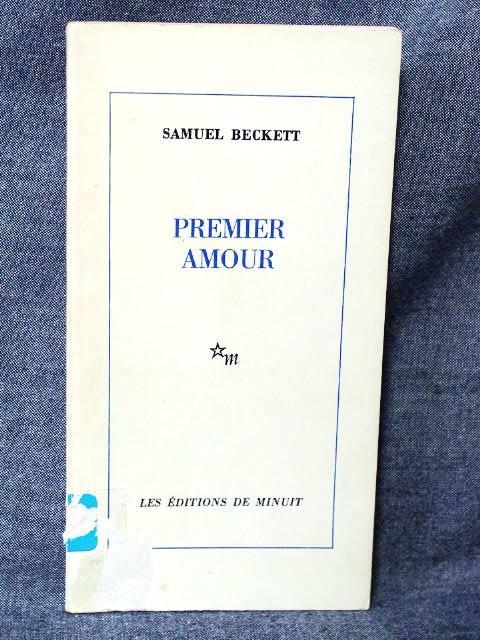 SAMUEL BECKETT
PREMIER
AMOUR
m
LES ÉDITIONS DE MINUIT